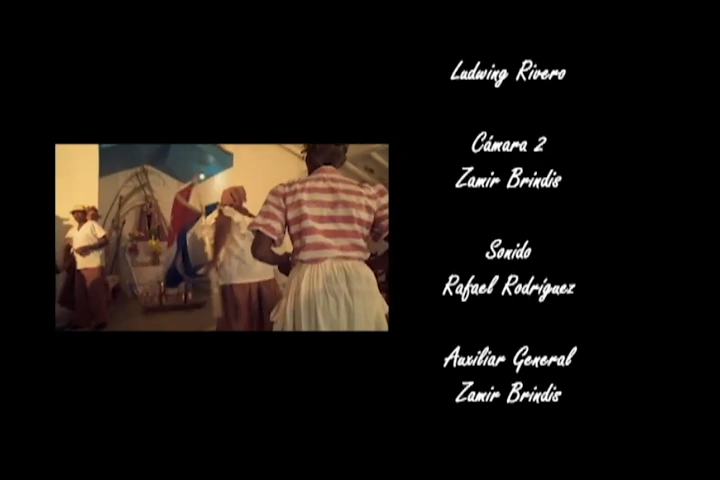 Ludwing Rivero
Cámara 2
Zamir Brindis
Sonido
Rafael Rodríguez
Auxiliar General
Zamir Brindis